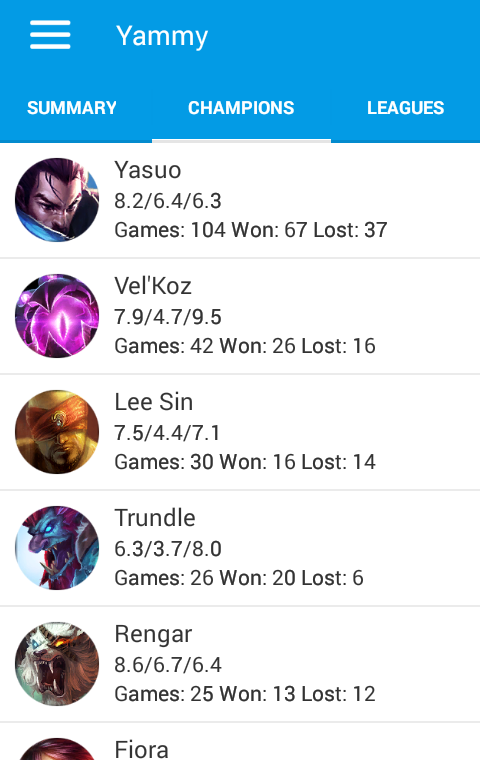 Yammy
SUMMARY CHAMPIONS LEAGUES
Yasuo
8.2/6.4/6.3
Games: 104 Won: 67 Lost: 37
Vel'Koz
7.9/4.7/9.5
Games: 42 Won: 26 Lost: 16
Lee Sin
7.5/4.4/7.1
Games: 30 Won: 16 Lost: 14
Trundle
6.3/3.7/8.0
Games: 26 Won: 20 Lost: 6
Rengar
8.6/6.7/6.4
Games: 25 Won: 13 Lost: 12
Fiora